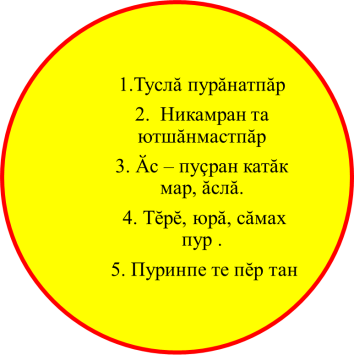 1.Туслă пурăнатпăр
2. Никамран та
ютшăнмастпăр
3. Ăс – пуçран катăк
мар, ăслă.
4. Тĕрĕ, юрă, сăмах
пур .
5. Пуринпе те пĕр тан